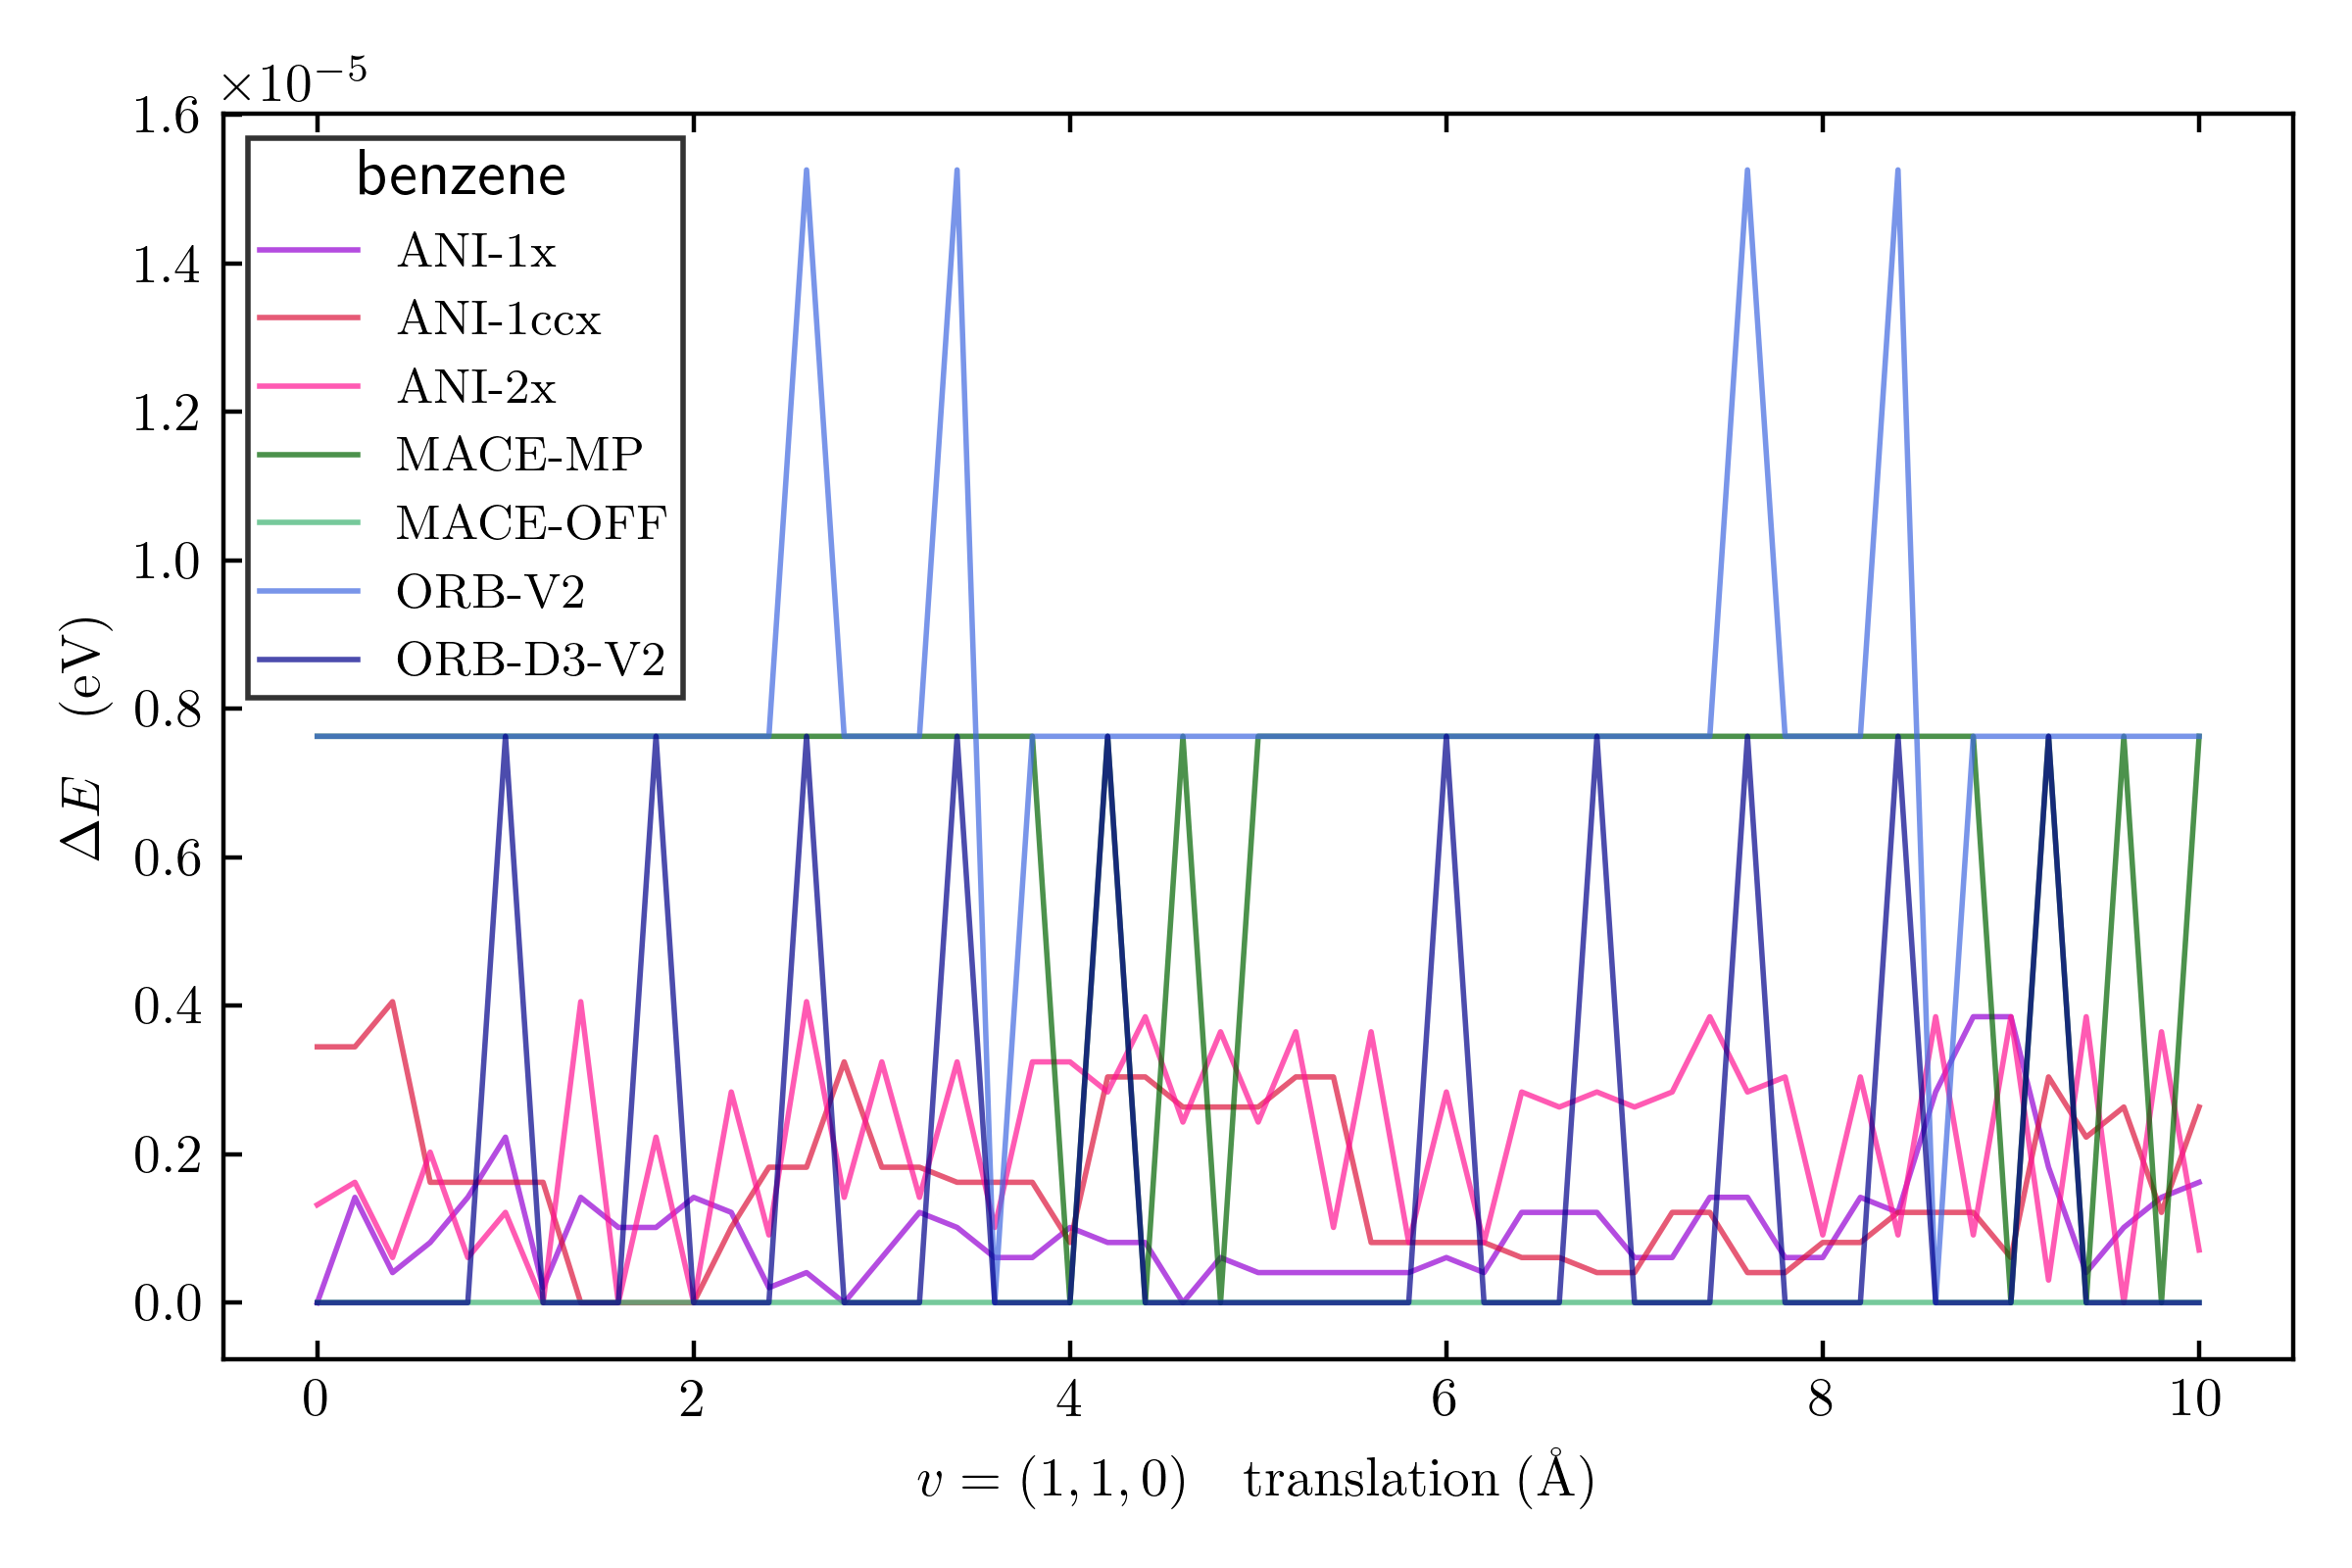 ×10⁻⁵
1.6
1.4
1.2
1.0
0.8
0.6
0.4
0.2
0.0
ΔE (eV)
benzene
ANI-1x
ANI-1ccx
ANI-2x
MACE-MP
MACE-OFF
ORB-V2
ORB-D3-V2
0 2 4 6 8 10
v = (1, 1, 0) translation (Å)